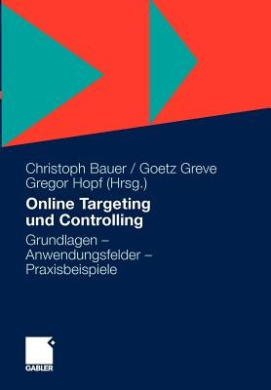 Christoph Bauer / Goetz Greve
Gregor Hopf (Hrsg.)
Online Targeting
und Controlling
Grundlagen –
Anwendungsfelder –
Praxisbeispiele
GABLER